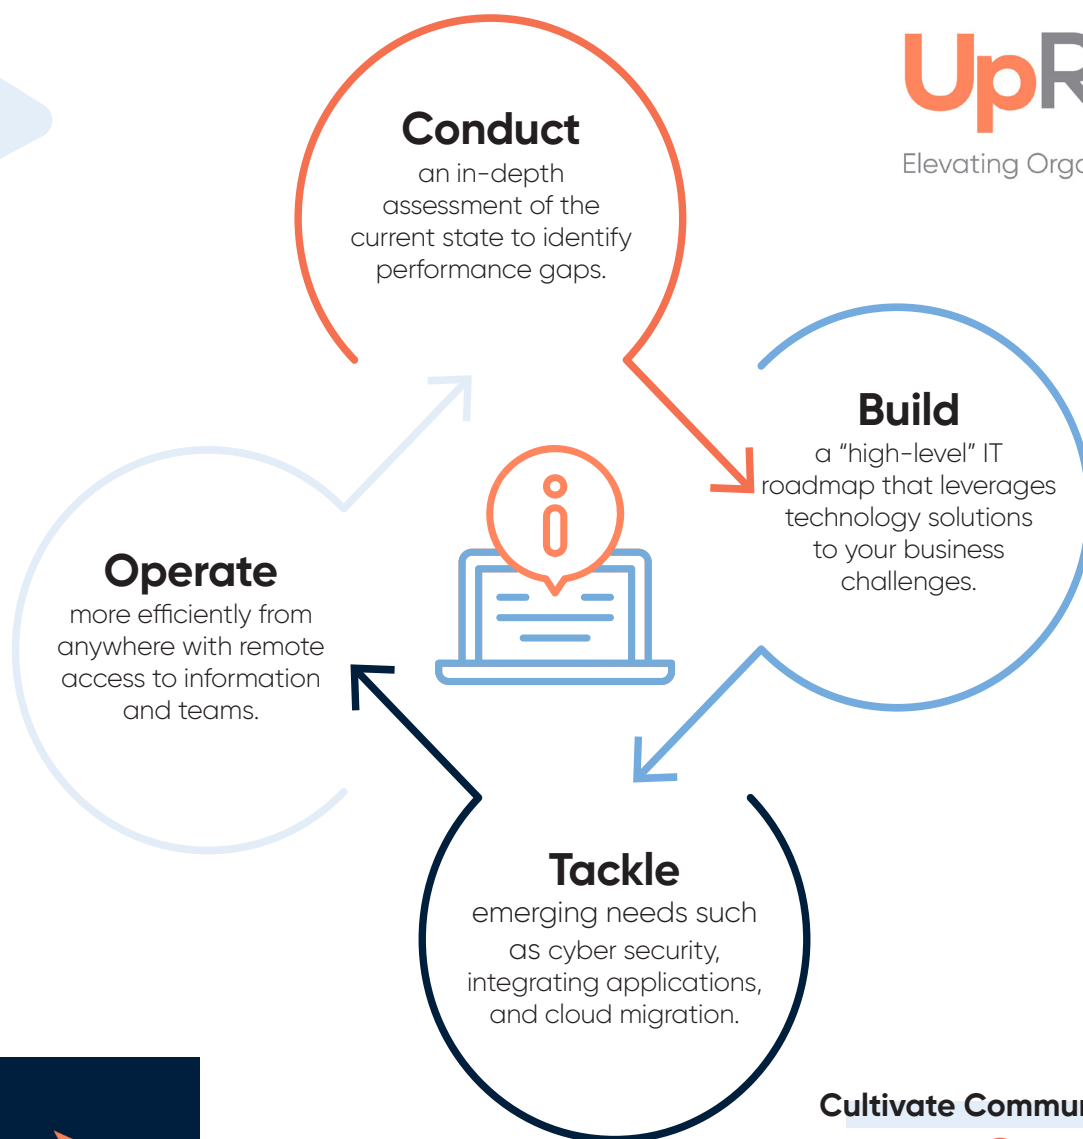 Elevating
Conduct
an in-depth
assessment of the
current state to identify
performance gaps.
Build
a “high-level” IT
roadmap that leverages
technology solutions
to your business
challenges.
Operate
more efficiently from
anywhere with remote
access to information
and teams.
Tackle
emerging needs such
as cyber security,
integrating applications,
and cloud migration.
Cultivate